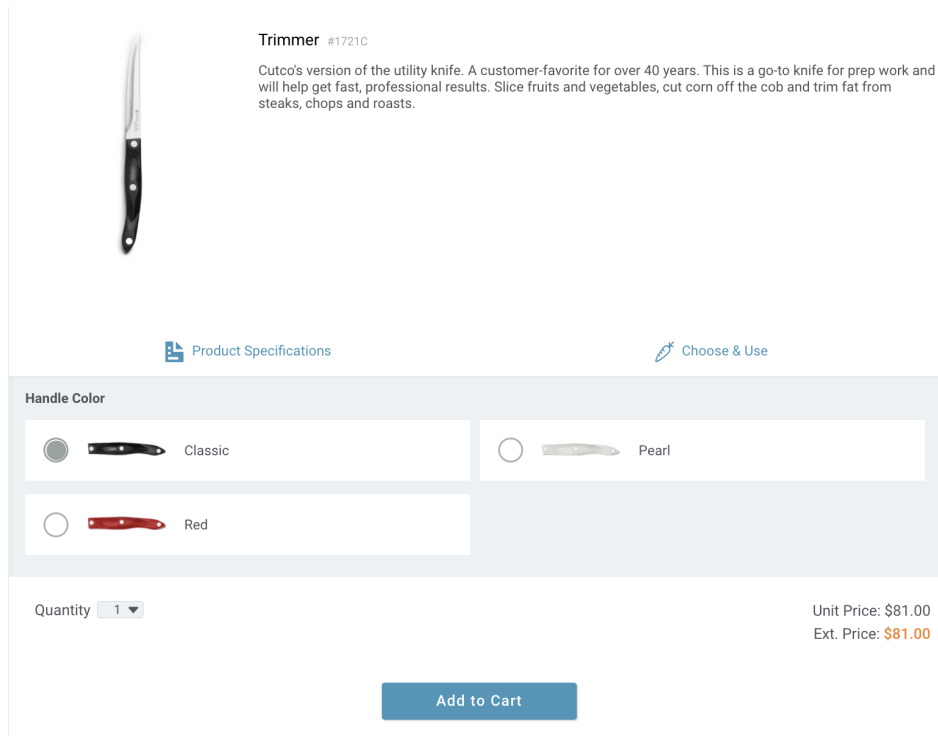 Trimmer #1721C
Cutco's version of the utility knife. A customer-favorite for over 40 years. This is a go-to knife for prep work and
will help get fast, professional results. Slice fruits and vegetables, cut corn off the cob and trim fat from
steaks, chops and roasts.
Product Specifications
Choose & Use
Handle Color
Classic
Pearl
Red
Quantity 1
Unit Price: $81.00
Ext. Price: $81.00
Add to Cart